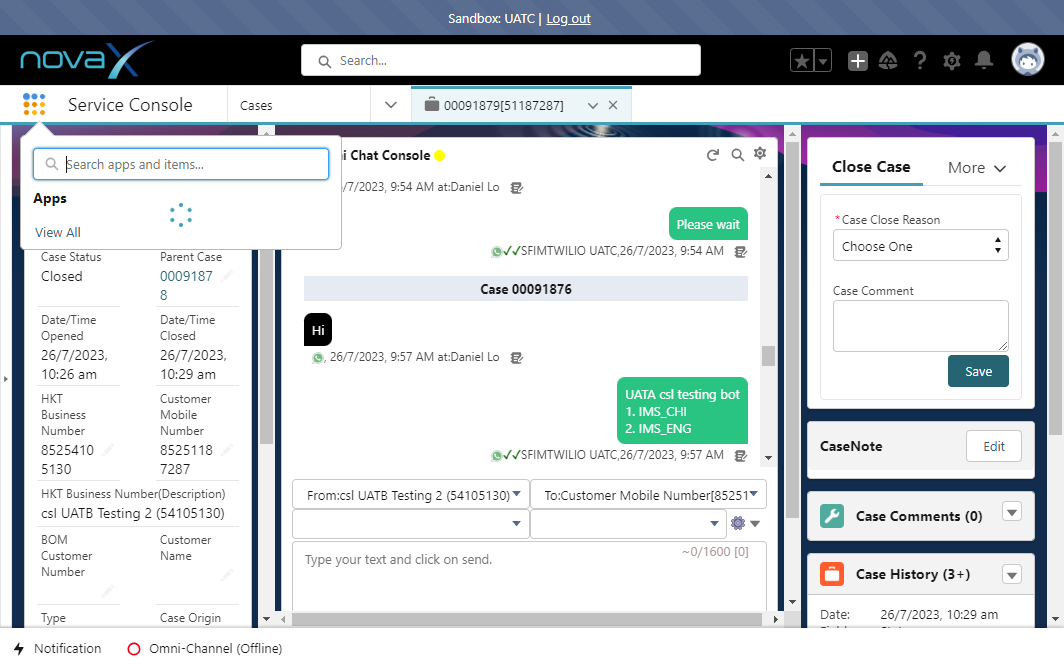 Sandbox: UATC | Log out
novaX
Search...
Service Console
Cases
00091879[51187287]
Search apps and items...
Apps
View All
Case Status
Closed
Parent Case
0009187
8
Date/Time
Opened
26/7/2023,
10:26 am
Date/Time
Closed
26/7/2023,
10:29 am
HKT
Business
Number
8525410
5130
Customer
Mobile
Number
8525118
7287
HKT Business Number(Description)
csl UATB Testing 2 (54105130)
BOM
Customer
Number
Customer
Name
Type
Case Origin
i Chat Console
/7/2023, 9:54 AM at:Daniel Lo
Please wait
SFIMTWILIO UATC,26/7/2023, 9:54 AM
Case 00091876
Hi
, 26/7/2023, 9:57 AM at:Daniel Lo
UATA csl testing bot
1. IMS_CHI
2. IMS_ENG
SFIMTWILIO UATC,26/7/2023, 9:57 AM
From:csl UATB Testing 2 (54105130)
To:Customer Mobile Number[85251
Type your text and click on send.
~0/1600 [0]
Close Case
More
*Case Close Reason
Choose One
Case Comment
Save
CaseNote
Edit
Case Comments (0)
Case History (3+)
Date:
26/7/2023, 10:29 am
Notification
Omni-Channel (Offline)